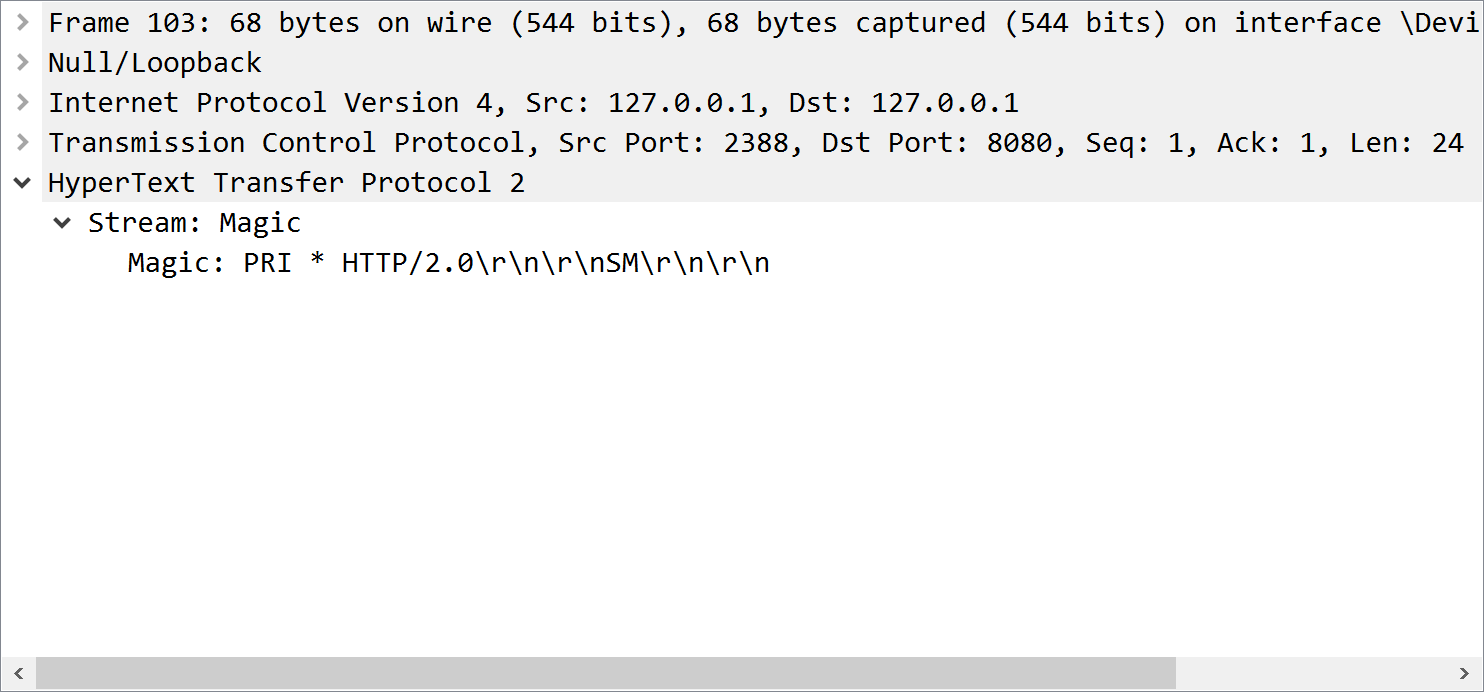 Frame 103: 68 bytes on wire (544 bits), 68 bytes captured (544 bits) on interface \Devi
Null/Loopback
Internet Protocol Version 4, Src: 127.0.0.1, Dst: 127.0.0.1
Transmission Control Protocol, Src Port: 2388, Dst Port: 8080, Seq: 1, Ack: 1, Len: 24
HyperText Transfer Protocol 2
Stream: Magic
Magic: PRI * HTTP/2.0\r\n\r\nSM\r\n\r\n